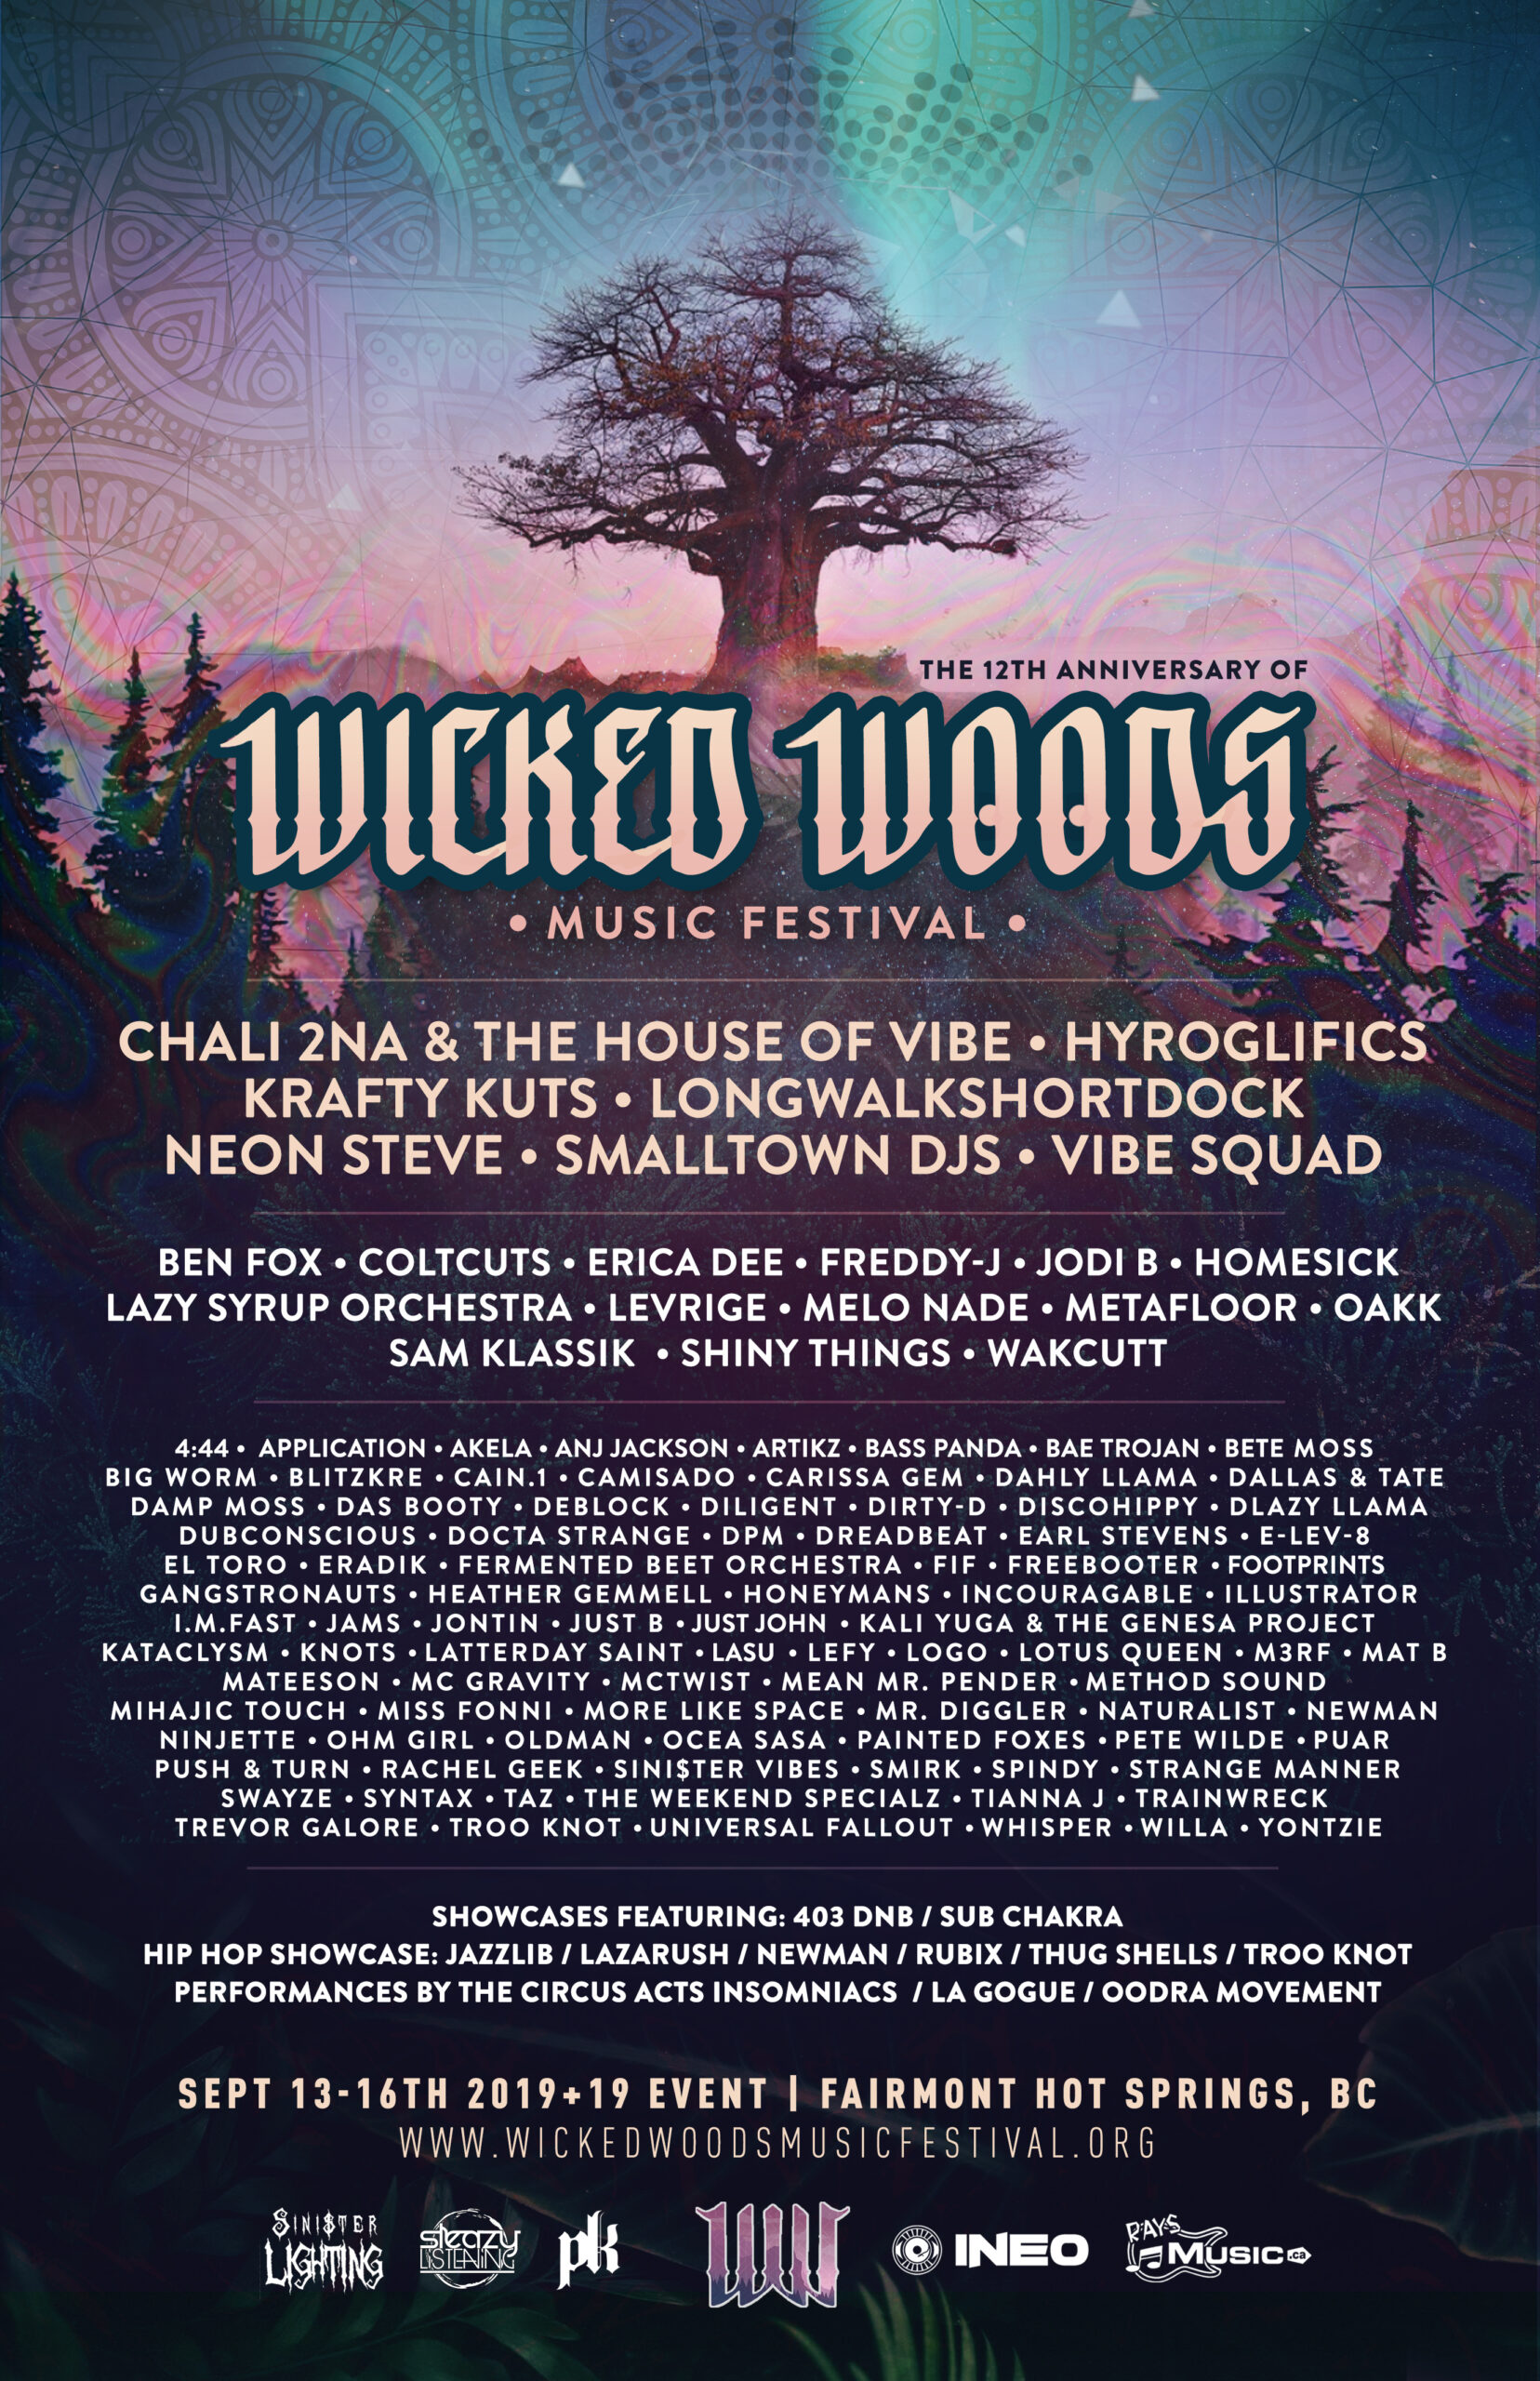 THE 12TH ANNIVERSARY OF
WICKED WOODS
• MUSIC FESTIVAL •
CHALI 2NA & THE HOUSE OF VIBE • HYROGLIFICS
KRAFTY KUTS • LONGWALKSHORTDOCK
NEON STEVE • SMALLTOWN DJS • VIBE SQUAD
BEN FOX • COLTCUTS • ERICA DEE • FREDDY-J • JODI B • HOMESICK
LAZY SYRUP ORCHESTRA • LEVRIGE • MELO NADE • METAFLOOR • OAKK
SAM KLASSIK • SHINY THINGS • WAKCUTT
4:44 • APPLICATION • AKELA • ANJ JACKSON • ARTIKZ • BASS PANDA • BAE TROJAN • BETE MOSS
BIG WORM • BLITZKRE • CAIN.1 • CAMISADO • CARISSA GEM • DAHLY LLAMA • DALLAS & TATE
DAMP MOSS • DAS BOOTY • DEBLOCK • DILIGENT • DIRTY-D • DISCOHIPPY • DLAZY LLAMA
DUBCONSCIOUS • DOCTA STRANGE • DPM • DREADBEAT • EARL STEVENS • E-LEV-8
EL TORO • ERADIK • FERMENTED BEET ORCHESTRA • FIF • FREEBOOTER • FOOTPRINTS
GANGSTRONAUTS • HEATHER GEMMELL • HONEYMANS • INCOURAGABLE • ILLUSTRATOR
I.M.FAST • JAMS • JONTIN • JUST B • JUST JOHN • KALI YUGA & THE GENESA PROJECT
KATACLYSM • KNOTS • LATTERDAY SAINT • LASU • LEFY • LOGO • LOTUS QUEEN • M3RF • MAT B
MATEESON • MC GRAVITY • MCTWIST • MEAN MR. PENDER • METHOD SOUND
MIHAJIC TOUCH • MISS FONNI • MORE LIKE SPACE • MR. DIGGLER • NATURALIST • NEWMAN
NINJETTE • OHM GIRL • OLDMAN • OCEA SASA • PAINTED FOXES • PETE WILDE • PUAR
PUSH & TURN • RACHEL GEEK • SINI$TER VIBES • SMIRK • SPINDY • STRANGE MANNER
SWAYZE • SYNTAX • TAZ • THE WEEKEND SPECIALZ • TIANNA J • TRAINWRECK
TREVOR GALORE • TROO KNOT • UNIVERSAL FALLOUT • WHISPER • WILLA • YONTZIE
SHOWCASES FEATURING: 403 DNB / SUB CHAKRA
HIP HOP SHOWCASE: JAZZLIB / LAZARUSH / NEWMAN / RUBIX / THUG SHELLS / TROO KNOT
PERFORMANCES BY THE CIRCUS ACTS INSOMNIACS / LA GOGUE / OODRA MOVEMENT
SEPT 13-16TH 2019+19 EVENT | FAIRMONT HOT SPRINGS, BC
WWW.WICKEDWOODSMUSICFESTIVAL.ORG
SINI$TER
LIGHTING
sleazy
LISTENING
pk
WW
INEO
RAY'S
MUSIC.ca